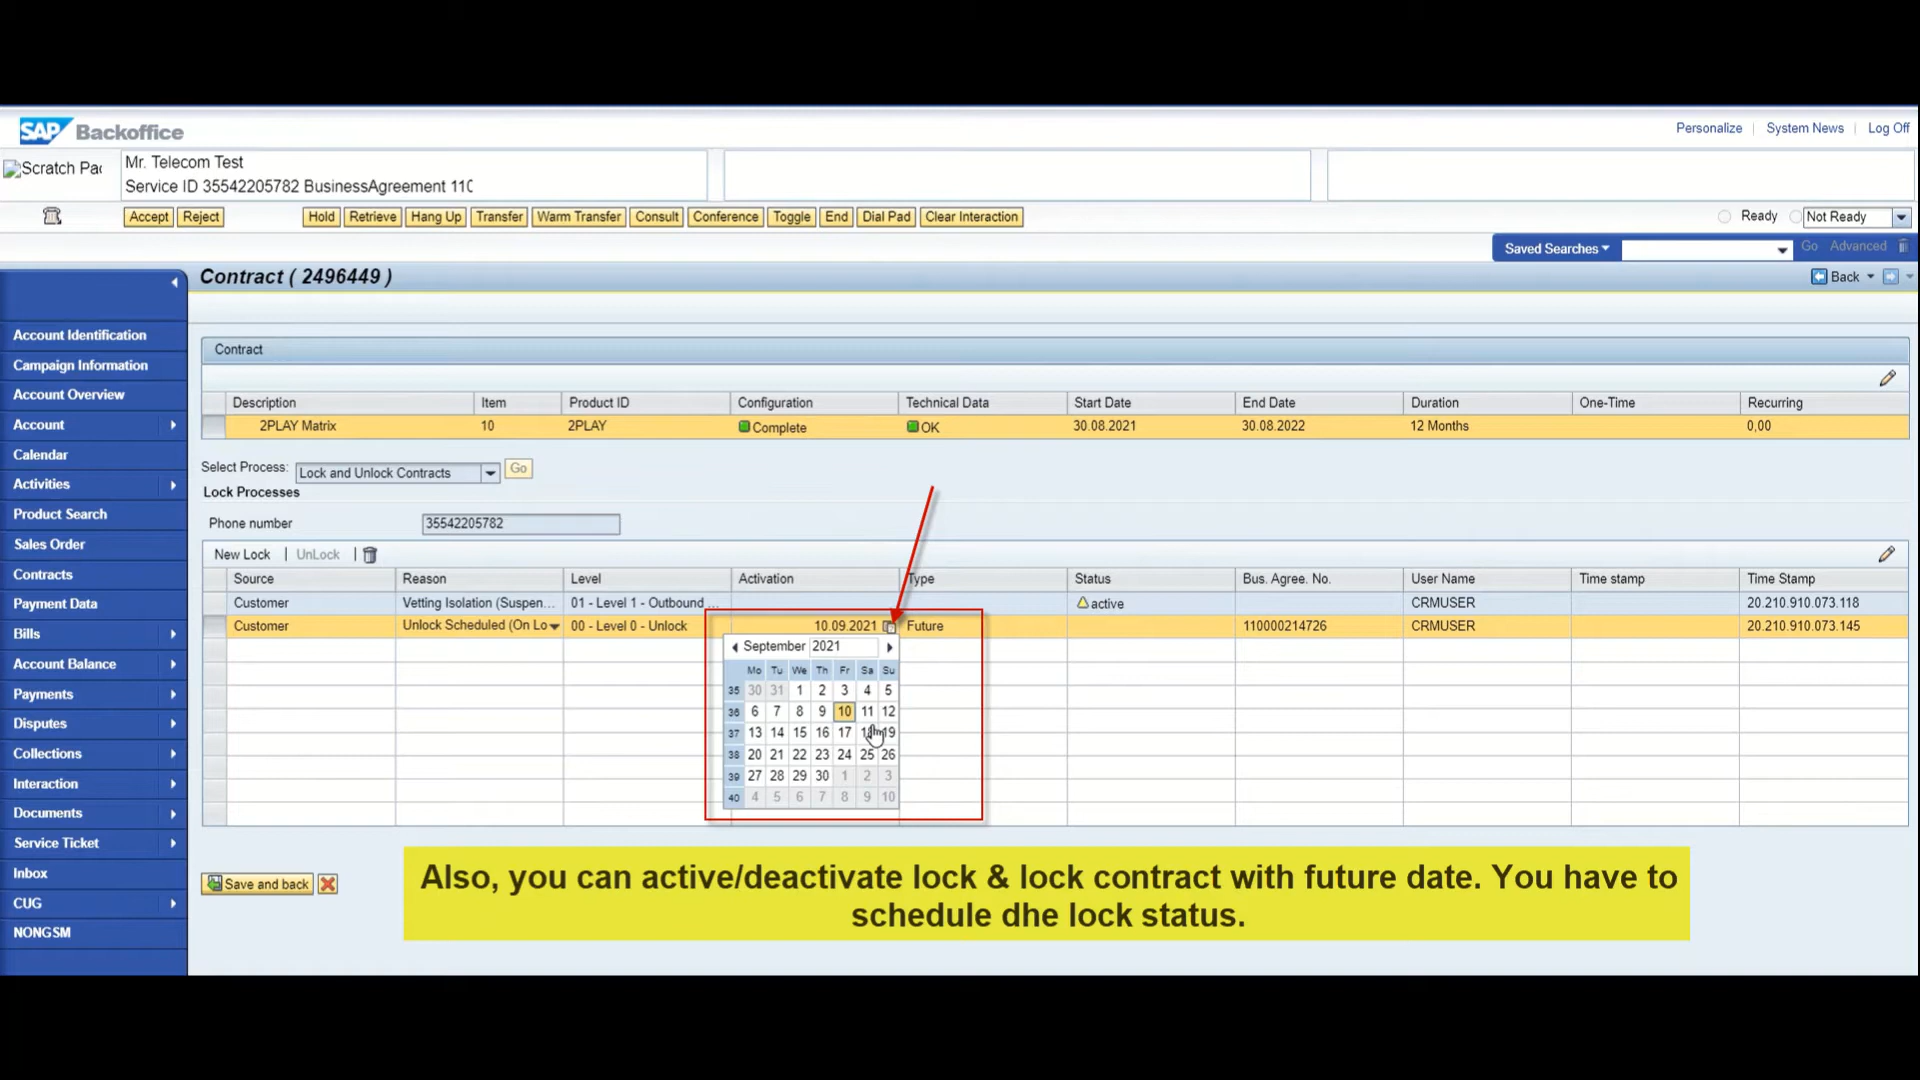 SAP Backoffice
Personalize | System News | Log Off
Scratch Pac
Mr. Telecom Test
Service ID 35542205782 BusinessAgreement 11C
Accept Reject Hold Retrieve Hang Up Transfer Warm Transfer Consult Conference Toggle End Dial Pad Clear Interaction Ready Not Ready
Saved Searches Go Advanced
Contract ( 2496449 ) Back
Account Identification
Campaign Information
Account Overview
Account
Calendar
Activities
Product Search
Sales Order
Contracts
Payment Data
Bills
Account Balance
Payments
Disputes
Collections
Interaction
Documents
Service Ticket
Inbox
CUG
NONGSM
Contract
Description Item Product ID Configuration Technical Data Start Date End Date Duration One-Time Recurring
2PLAY Matrix 10 2PLAY Complete OK 30.08.2021 30.08.2022 12 Months 0,00
Select Process: Lock and Unlock Contracts Go
Lock Processes
Phone number 35542205782
New Lock | UnLock |
Source Reason Level Activation Type Status Bus. Agree. No. User Name Time stamp Time Stamp
Customer Vetting Isolation (Suspen... 01 - Level 1 - Outbound ... active CRMUSER 20.210.910.073.118
Customer Unlock Scheduled (On Lo 00 - Level 0 - Unlock 10.09.2021 Future 110000214726 CRMUSER 20.210.910.073.145
September 2021
Mo Tu We Th Fr Sa Su
35 30 31 1 2 3 4 5
36 6 7 8 9 10 11 12
37 13 14 15 16 17 19
38 20 21 22 23 24 25 26
39 27 28 29 30 1 2 3
40 4 5 6 7 8 9 10
Save and back
Also, you can active/deactivate lock & lock contract with future date. You have to
schedule dhe lock status.